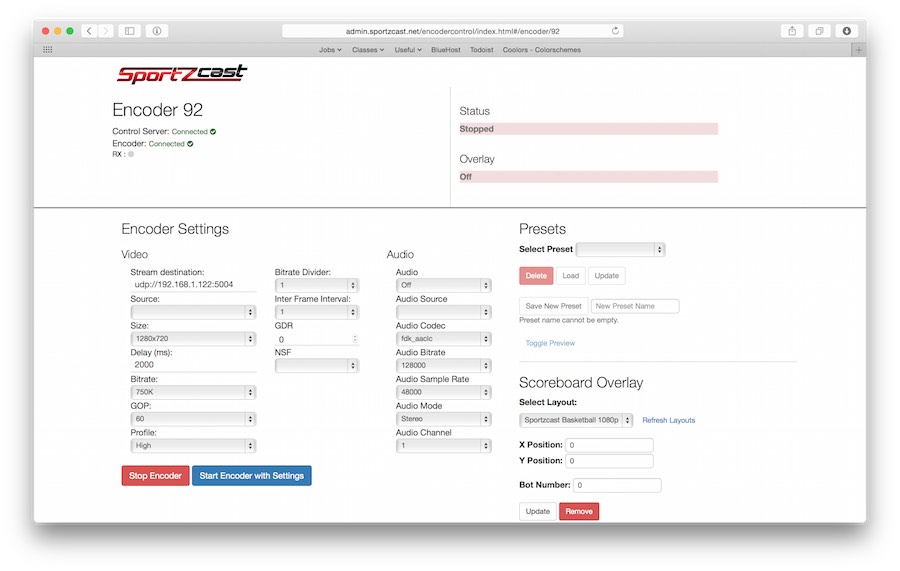 admin.sportzcast.net/encodercontrol/index.html#/encoder/92
Jobs Classes Useful BlueHost Todoist Coolors - Colorschemes
SportZcast
Encoder 92
Control Server: Connected
Encoder: Connected
RX :
Status
Stopped
Overlay
Off
Encoder Settings
Video
Stream destination:
udp://192.168.1.122:5004
Source:
Size:
1280x720
Delay (ms):
2000
Bitrate:
750K
GOP:
60
Profile:
High
Bitrate Divider:
1
Inter Frame Interval:
1
GDR
0
NSF
Audio
Audio
Off
Audio Source
Audio Codec
fdk_aaclc
Audio Bitrate
128000
Audio Sample Rate
48000
Audio Mode
Stereo
Audio Channel
1
Stop Encoder Start Encoder with Settings
Presets
Select Preset
Delete Load Update
Save New Preset New Preset Name
Preset name cannot be empty.
Toggle Preview
Scoreboard Overlay
Select Layout:
Sportzcast Basketball 1080p Refresh Layouts
X Position: 0
Y Position: 0
Bot Number: 0
Update Remove